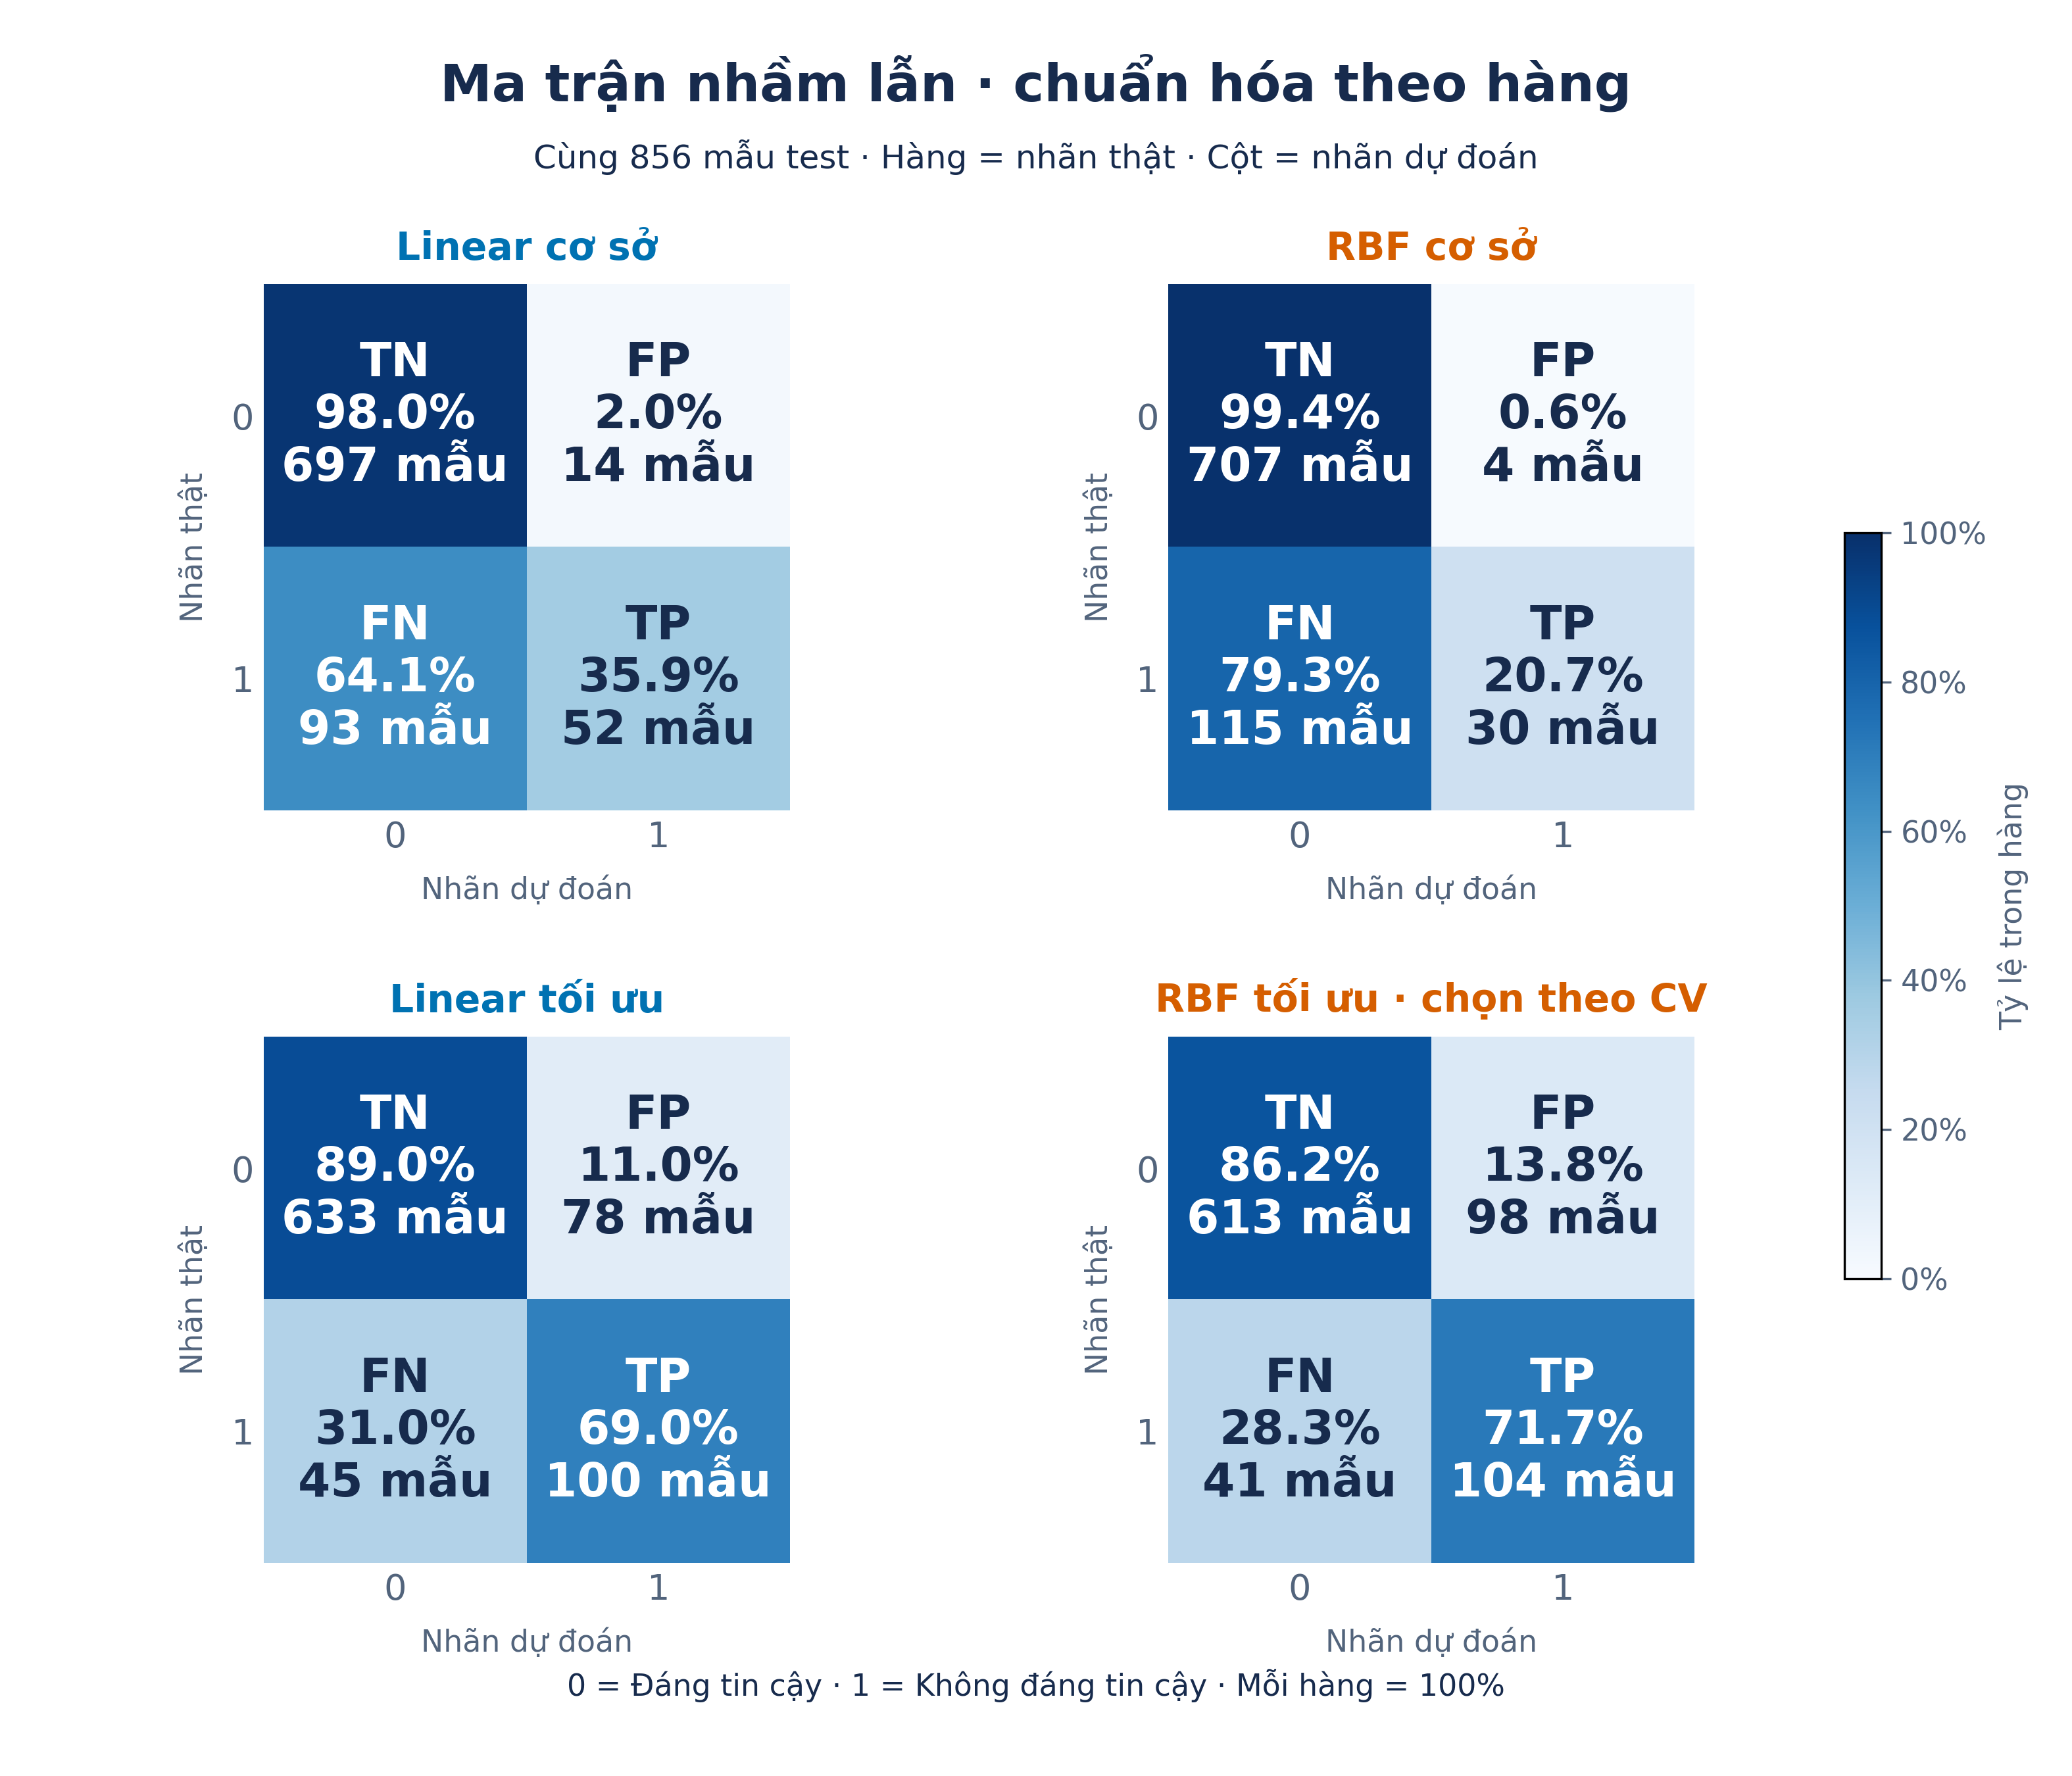 Ma trận nhầm lẫn · chuẩn hóa theo hàng
Cùng 856 mẫu test · Hàng = nhãn thật · Cột = nhãn dự đoán
Linear cơ sở
TN
98.0%
697 mẫu
FP
2.0%
14 mẫu
FN
64.1%
93 mẫu
TP
35.9%
52 mẫu
0
1
Nhãn thật
0
1
Nhãn dự đoán
RBF cơ sở
TN
99.4%
707 mẫu
FP
0.6%
4 mẫu
FN
79.3%
115 mẫu
TP
20.7%
30 mẫu
0
1
Nhãn thật
0
1
Nhãn dự đoán
Linear tối ưu
TN
89.0%
633 mẫu
FP
11.0%
78 mẫu
FN
31.0%
45 mẫu
TP
69.0%
100 mẫu
0
1
Nhãn thật
0
1
Nhãn dự đoán
RBF tối ưu · chọn theo CV
TN
86.2%
613 mẫu
FP
13.8%
98 mẫu
FN
28.3%
41 mẫu
TP
71.7%
104 mẫu
0
1
Nhãn thật
0
1
Nhãn dự đoán
100%
80%
60%
40%
20%
0%
Tỷ lệ trong hàng
0 = Đáng tin cậy · 1 = Không đáng tin cậy · Mỗi hàng = 100%